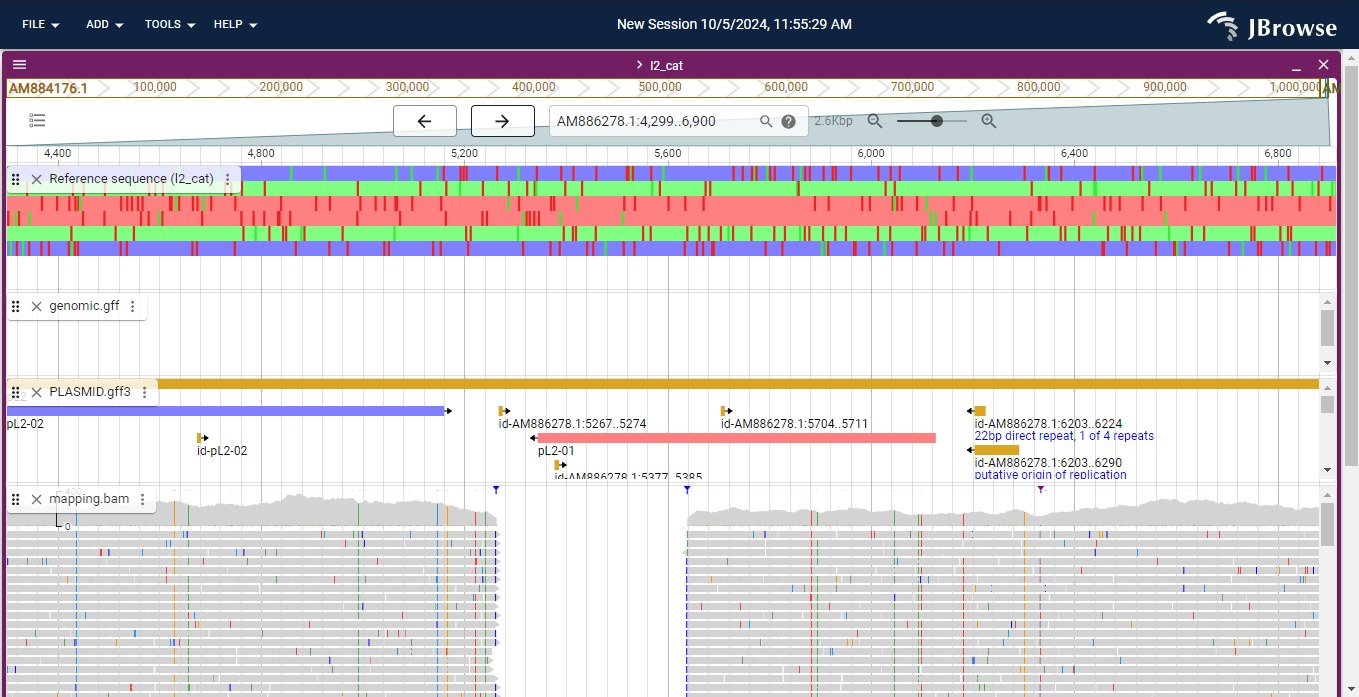 FILE ADD TOOLS HELP New Session 10/5/2024, 11:55:29 AM JBrowse
l2_cat
AM884176.1 100,000 200,000 300,000 400,000 500,000 600,000 700,000 800,000 900,000 1,000,000 AM
AM886278.1:4,299..6,900 2.6Kbp
4,400 4,800 5,200 5,600 6,000 6,400 6,800
Reference sequence (l2_cat)
genomic.gff
PLASMID.gff3
pL2-02 id-AM886278.1:5267..5274 id-AM886278.1:5704..5711 id-AM886278.1:6203..6224
22bp direct repeat, 1 of 4 repeats
id-pL2-02 pL2-01
id-AM886278.1:6203..6290
id-AM886278.1:5377..5385 putative origin of replication
mapping.bam
0